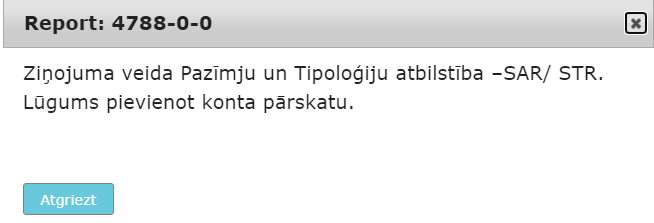 Report: 4788-0-0
Ziņojuma veida Pazīmju un Tipoloģiju atbilstība –SAR/ STR.
Lūgums pievienot konta pārskatu.
Atgriezt